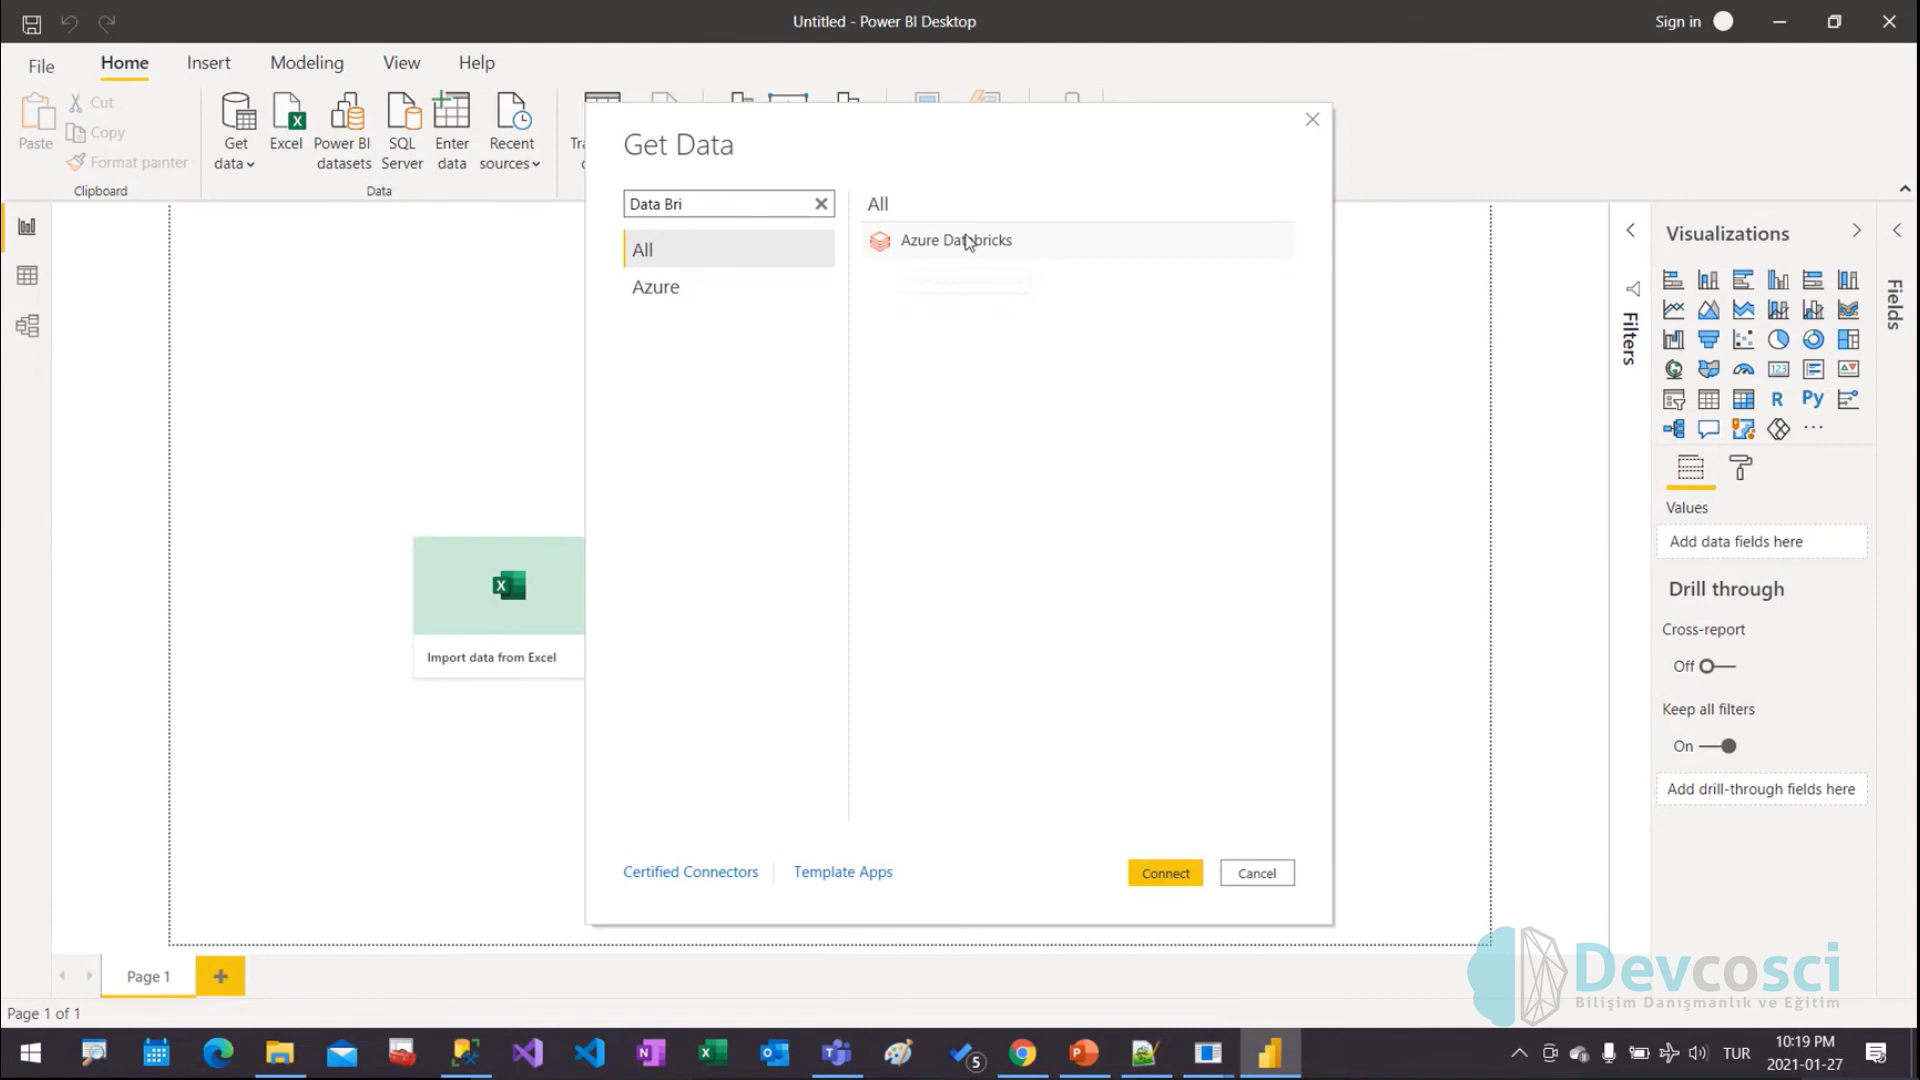 Untitled - Power BI Desktop
Sign in
File
Home
Insert
Modeling
View
Help
Paste
Cut
Copy
Format painter
Clipboard
Get data
Excel
Power BI datasets
SQL Server
Enter data
Recent sources
Data
Get Data
Data Bri
All
Azure
All
Azure Databricks
Certified Connectors
Template Apps
Connect
Cancel
Import data from Excel
Filters
Visualizations
Fields
123
R
Py
Values
Add data fields here
Drill through
Cross-report
Off
Keep all filters
On
Add drill-through fields here
Page 1
Page 1 of 1
Devcosci
Bilişim Danışmanlık ve Eğitim
5
TUR
10:19 PM
2021-01-27